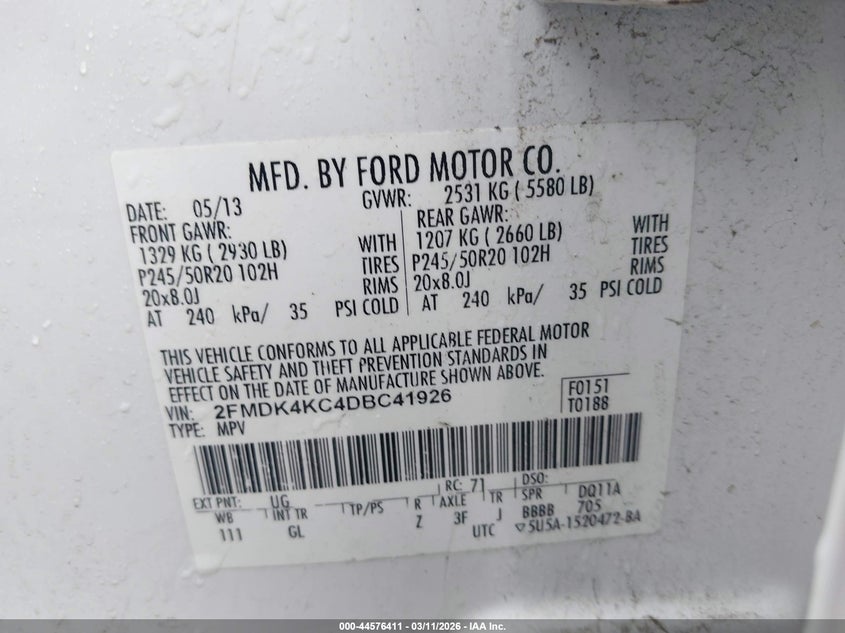 MFD. BY FORD MOTOR CO.
DATE: 05/13
GVWR: 2531 KG ( 5580 LB)
FRONT GAWR:
1329 KG ( 2930 LB) WITH
P245/50R20 102H TIRES
20x8.0J RIMS
AT 240 kPa/ 35 PSI COLD
REAR GAWR: WITH
1207 KG ( 2660 LB) TIRES
P245/50R20 102H RIMS
20x8.0J
AT 240 kPa/ 35 PSI COLD
THIS VEHICLE CONFORMS TO ALL APPLICABLE FEDERAL MOTOR
VEHICLE SAFETY AND THEFT PREVENTION STANDARDS IN
EFFECT ON THE DATE OF MANUFACTURE SHOWN ABOVE.
VIN: 2FMDK4KC4DBC41926
TYPE: MPV
F0151
T0188
EXT PNT: UG RC: 71 DSO:
WB INT TR TP/PS R AXLE TR SPR DQ11A
111 GL Z 3F J BBBB 705
UTC ▽5U5A-1520472-BA
000-44576411 - 03/11/2026 - IAA Inc.